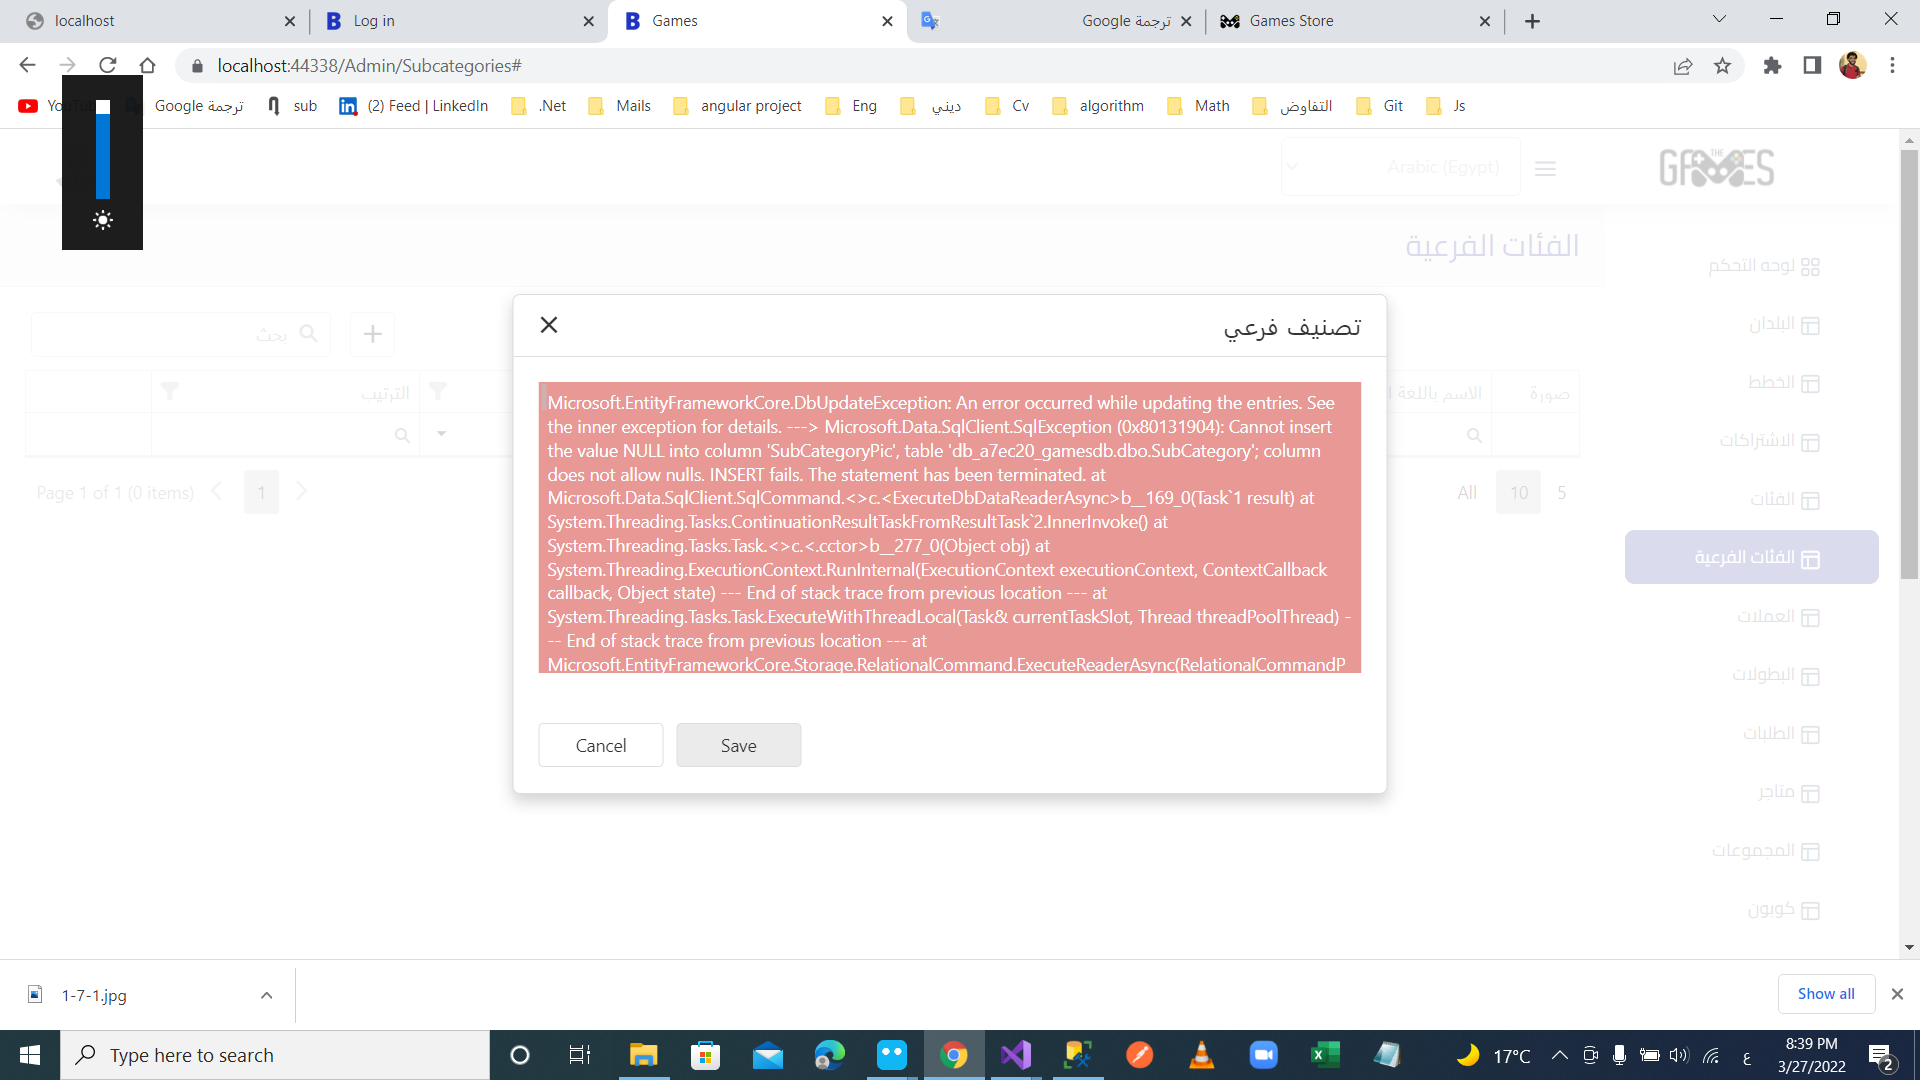 localhost
Log in
Games
ترجمة Google
Games Store
localhost:44338/Admin/Subcategories#
YouTub
ترجمة Google
sub
(2) Feed | LinkedIn
.Net
Mails
angular project
Eng
ديني
Cv
algorithm
Math
التفاوض
Git
Js
Arabic (Egypt)
THE
GAMES
الفئات الفرعية
لوحه التحكم
البلدان
الخطط
الاشتراكات
الفئات
الفئات الفرعية
العملات
البطولات
الطلبات
متاجر
المجموعات
كوبون
بحث
صورة
الاسم باللغة ا
الترتيب
Page 1 of 1 (0 items)
1
All
10
5
تصنيف فرعي
Microsoft.EntityFrameworkCore.DbUpdateException: An error occurred while updating the entries. See
the inner exception for details. ---> Microsoft.Data.SqlClient.SqlException (0x80131904): Cannot insert
the value NULL into column 'SubCategoryPic', table 'db_a7ec20_gamesdb.dbo.SubCategory'; column
does not allow nulls. INSERT fails. The statement has been terminated. at
Microsoft.Data.SqlClient.SqlCommand.<>c.<ExecuteDbDataReaderAsync>b__169_0(Task`1 result) at
System.Threading.Tasks.ContinuationResultTaskFromResultTask`2.InnerInvoke() at
System.Threading.Tasks.Task.<>c.<.cctor>b__277_0(Object obj) at
System.Threading.ExecutionContext.RunInternal(ExecutionContext executionContext, ContextCallback
callback, Object state) --- End of stack trace from previous location --- at
System.Threading.Tasks.Task.ExecuteWithThreadLocal(Task& currentTaskSlot, Thread threadPoolThread) -
-- End of stack trace from previous location --- at
Microsoft.EntityFrameworkCore.Storage.RelationalCommand.ExecuteReaderAsync(RelationalCommandP
Cancel
Save
1-7-1.jpg
Show all
Type here to search
17°C
ع
8:39 PM
3/27/2022
2